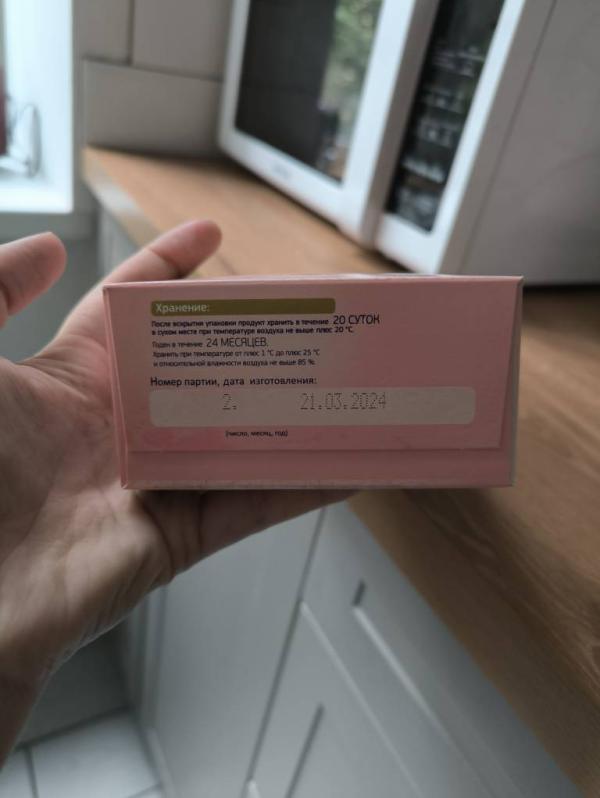 Хранение:
После вскрытия упаковки продукт хранить в течение 20 СУТОК
в сухом месте при температуре воздуха не выше плюс 20 °С.
Годен в течение 24 МЕСЯЦЕВ.
Хранить при температуре от плюс 1 °С до плюс 25 °С
и относительной влажности воздуха не выше 85 %.
Номер партии, дата изготовления:
2. 21.03.2024
(число, месяц, год)